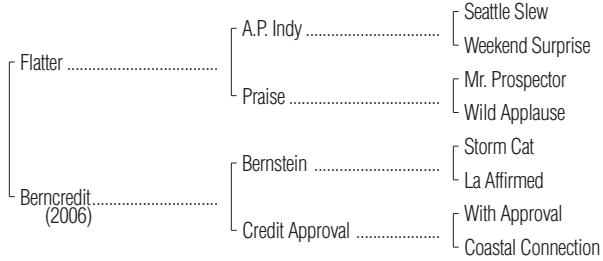 Seattle Slew
A.P. Indy
Weekend Surprise
Flatter
Mr. Prospector
Praise
Wild Applause
Storm Cat
Bernstein
La Affirmed
Berncredit
(2006)
With Approval
Credit Approval
Coastal Connection